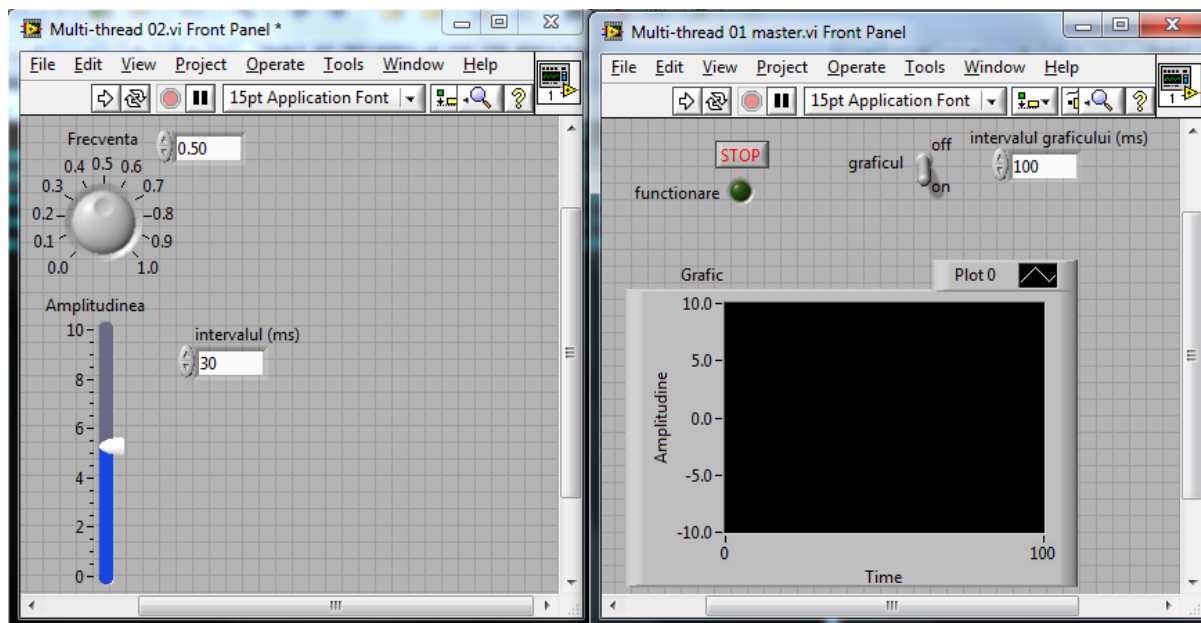 Multi-thread 02.vi Front Panel *
File Edit View Project Operate Tools Window Help
15pt Application Font
1
Frecventa
0.50
0.0 0.1 0.2 0.3 0.4 0.5 0.6 0.7 0.8 0.9 1.0
Amplitudinea
10
8
6
4
2
0
intervalul (ms)
30
Multi-thread 01 master.vi Front Panel
File Edit View Project Operate Tools Window Help
15pt Application Font
1
STOP
functionare
graficul
off
on
intervalul graficului (ms)
100
Grafic
Plot 0
Amplitudine
10.0
5.0
0.0
-5.0
-10.0
0 100
Time